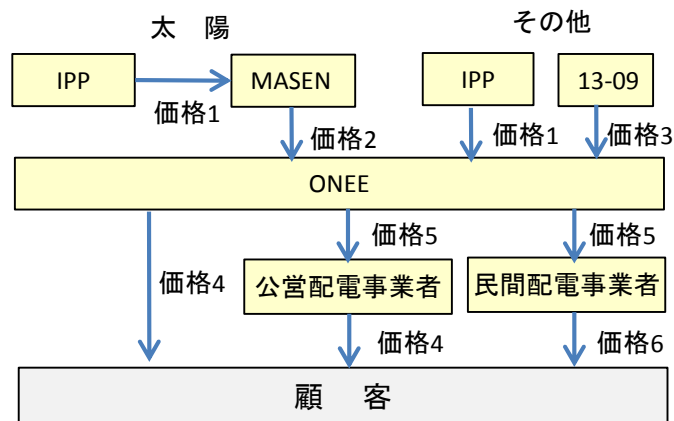 太　陽
その他
IPP
MASEN
IPP
13-09
価格1
価格2
価格1
価格3
ONEE
価格4
価格5
価格5
公営配電事業者
民間配電事業者
価格4
価格6
顧　客